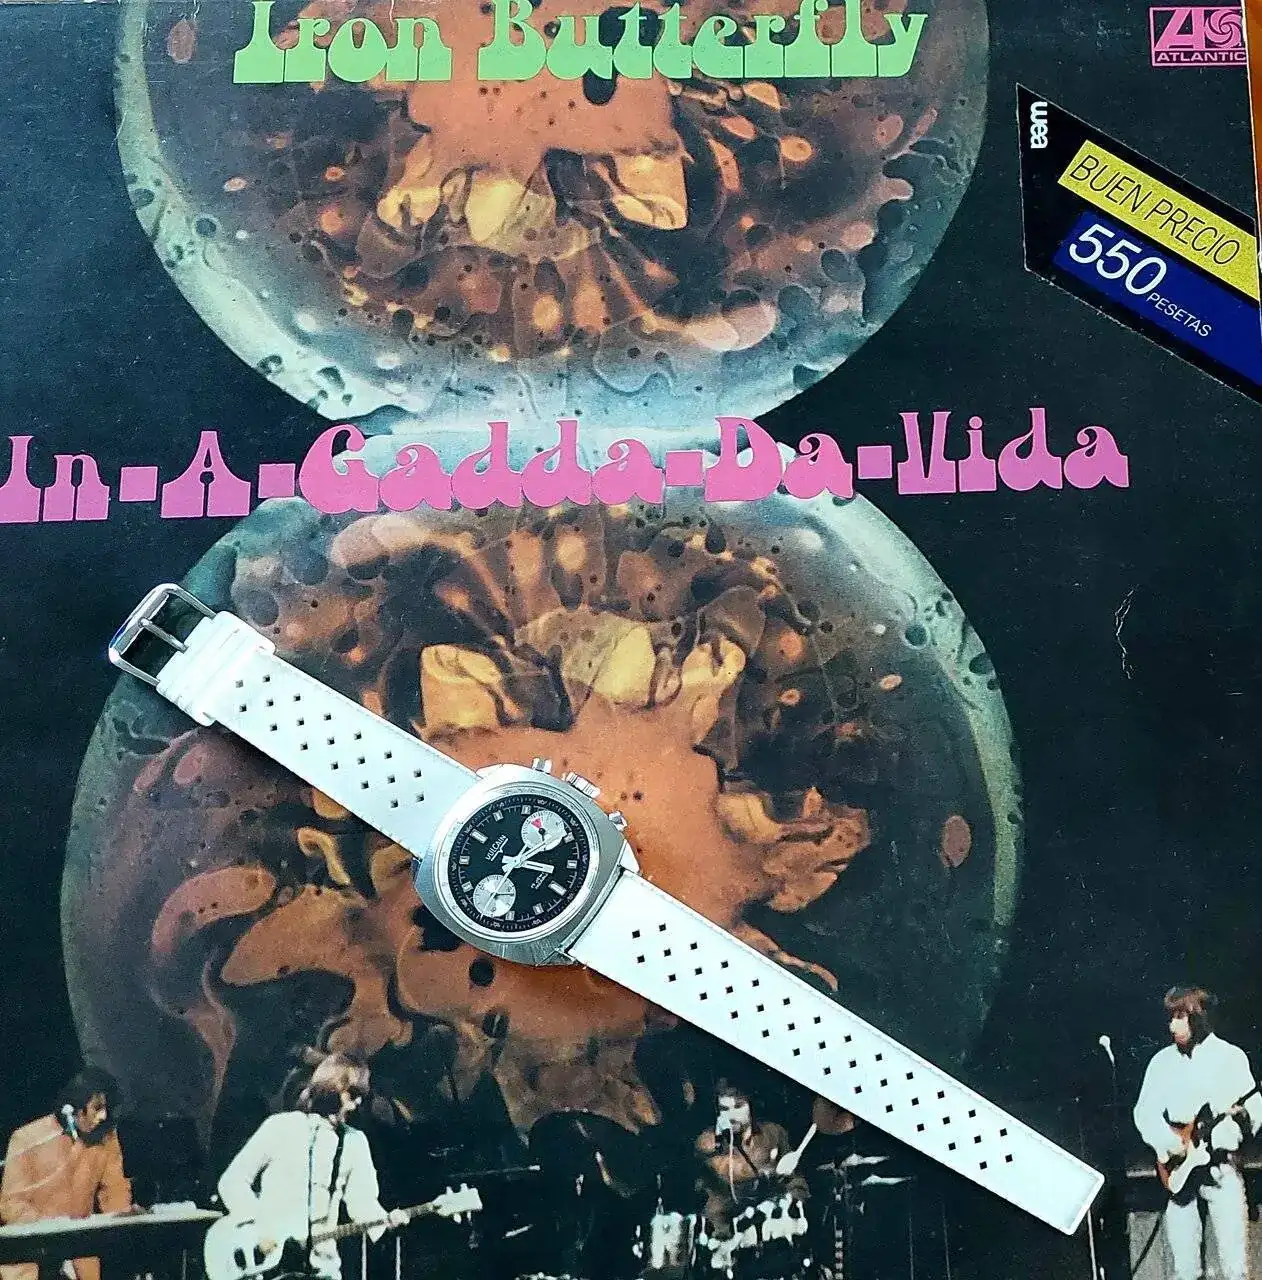 Iron Butterfly
ATLANTIC
wea
BUEN PRECIO
550 PESETAS
In-A-Gadda-Da-Vida
VULCAIN